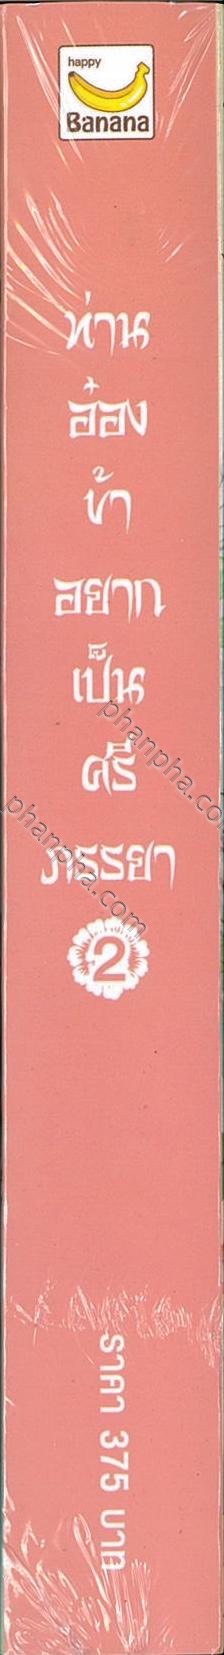 happy
Banana
ท่าน
อ๋อง
ข้า
อยาก
เป็น
ศรี
ภรรยา
2
ราคา 375 บาท
phanpha.com
phanpha.com